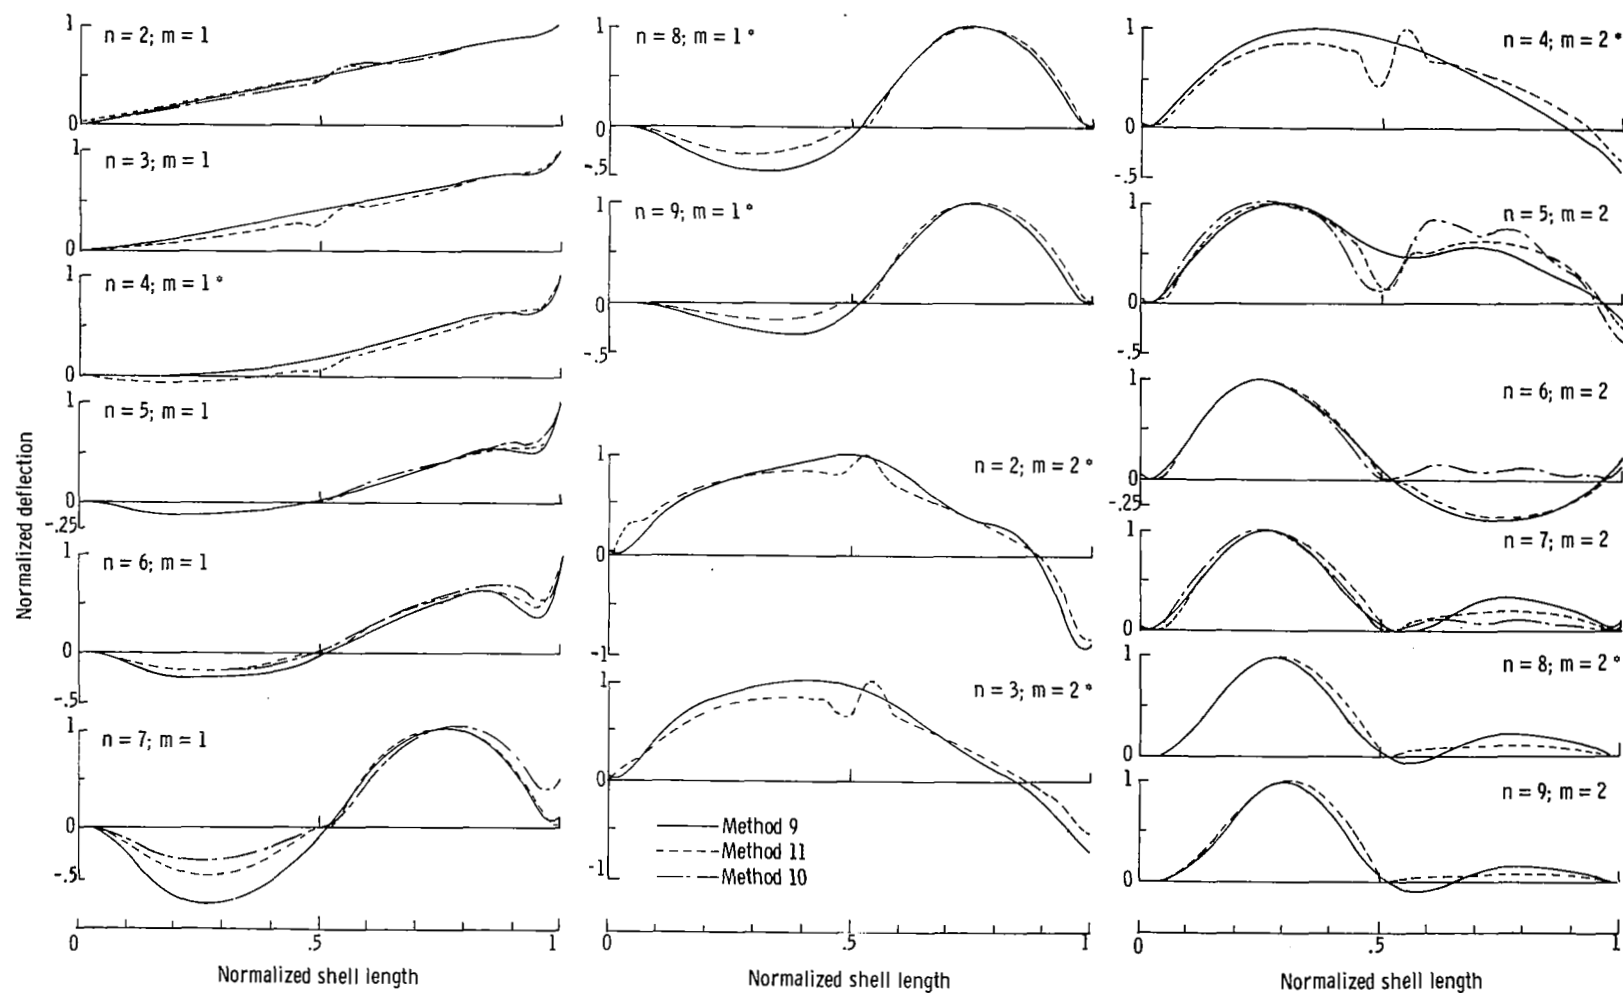 Normalized deflection
1
n = 2; m = 1
0
1
n = 3; m = 1
0
1
n = 4; m = 1 *
0
1
n = 5; m = 1
0
-.25
1
n = 6; m = 1
0
-.5
1
n = 7; m = 1
0
-.5
0 .5 1
Normalized shell length
1
n = 8; m = 1 *
0
-.5
1
n = 9; m = 1 *
0
-.5
1
n = 2; m = 2 *
0
-1
1
n = 3; m = 2 *
0
Method 9
Method 11
Method 10
-1
0 .5 1
Normalized shell length
1
n = 4; m = 2 *
0
-.5
1
n = 5; m = 2
0
-.5
1
n = 6; m = 2
0
-.25
1
n = 7; m = 2
0
1
n = 8; m = 2 *
0
1
n = 9; m = 2
0
0 .5 1
Normalized shell length